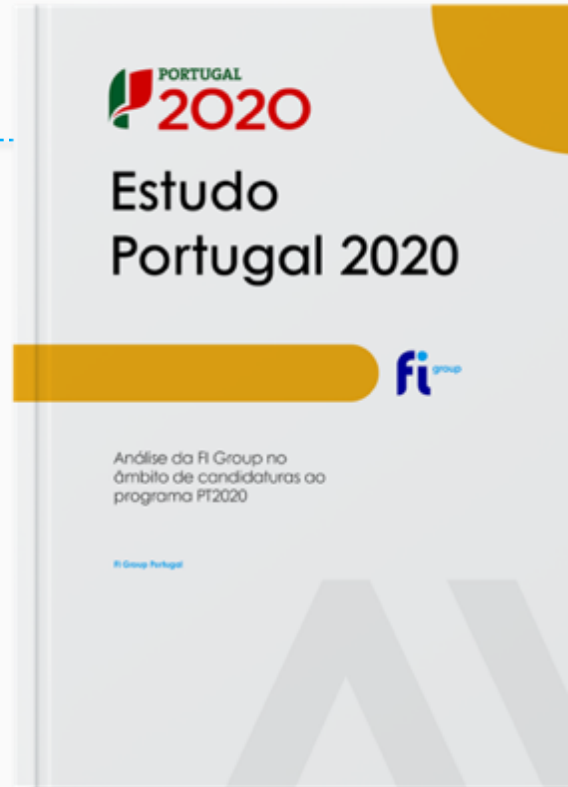 PORTUGAL
2020
Estudo
Portugal 2020
fi group
Análise da FI Group no
âmbito de candidaturas ao
programa PT2020
FI Group Portugal